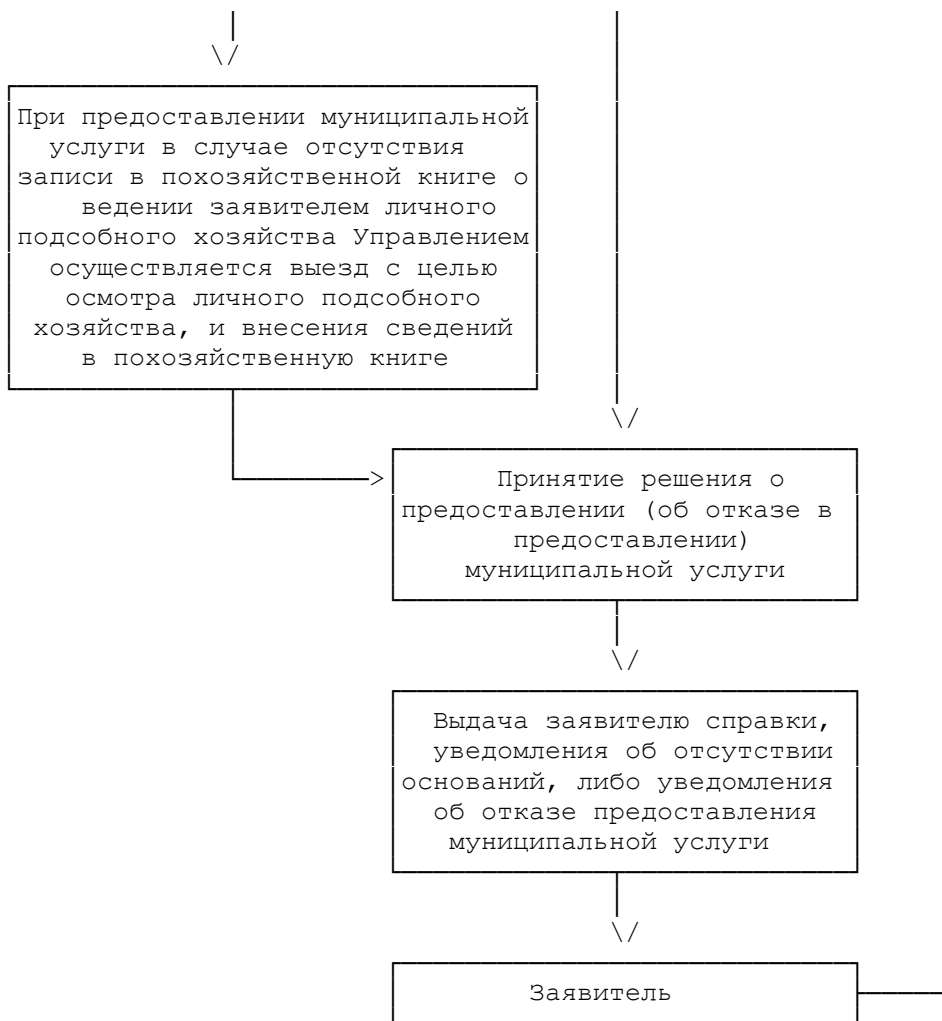 При предоставлении муниципальной
услуги в случае отсутствия
записи в похозяйственной книге о
ведении заявителем личного
подсобного хозяйства Управлением
осуществляется выезд с целью
осмотра личного подсобного
хозяйства, и внесения сведений
в похозяйственную книге
Принятие решения о
предоставлении (об отказе в
предоставлении)
муниципальной услуги
Выдача заявителю справки,
уведомления об отсутствии
оснований, либо уведомления
об отказе предоставления
муниципальной услуги
Заявитель